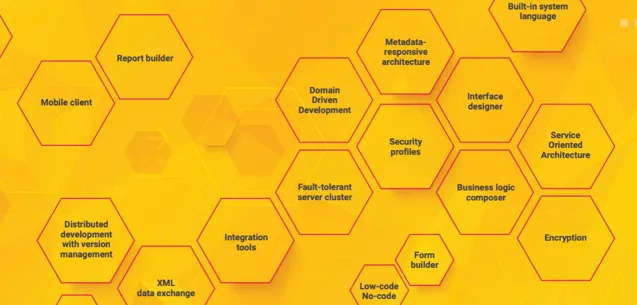 Built-in system
language
Metadata-
responsive
architecture
Report builder
Mobile client
Domain
Driven
Development
Interface
designer
Security
profiles
Service
Oriented
Architecture
Fault-tolerant
server cluster
Business logic
composer
Distributed
development
with version
management
Integration
tools
Encryption
Form
builder
XML
data exchange
Low-code
No-code